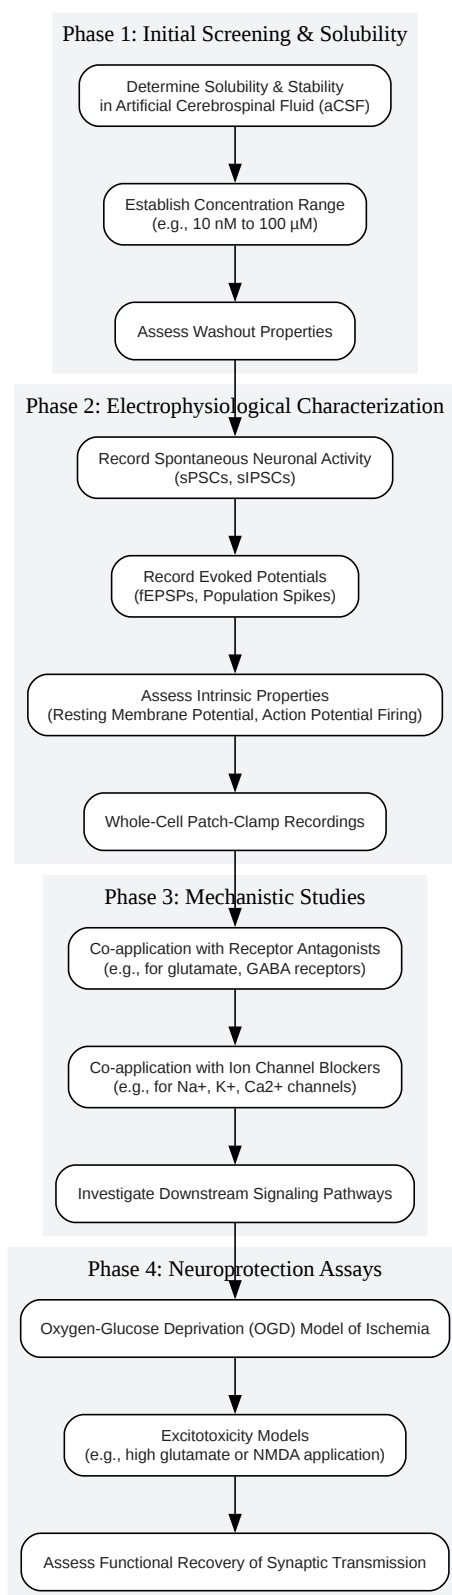 Phase 1: Initial Screening & Solubility
Determine Solubility & Stability
in Artificial Cerebrospinal Fluid (aCSF)
Establish Concentration Range
(e.g., 10 nM to 100 µM)
Assess Washout Properties
Phase 2: Electrophysiological Characterization
Record Spontaneous Neuronal Activity
(sPSCs, sIPSCs)
Record Evoked Potentials
(fEPSPs, Population Spikes)
Assess Intrinsic Properties
(Resting Membrane Potential, Action Potential Firing)
Whole-Cell Patch-Clamp Recordings
Phase 3: Mechanistic Studies
Co-application with Receptor Antagonists
(e.g., for glutamate, GABA receptors)
Co-application with Ion Channel Blockers
(e.g., for Na+, K+, Ca2+ channels)
Investigate Downstream Signaling Pathways
Phase 4: Neuroprotection Assays
Oxygen-Glucose Deprivation (OGD) Model of Ischemia
Excitotoxicity Models
(e.g., high glutamate or NMDA application)
Assess Functional Recovery of Synaptic Transmission